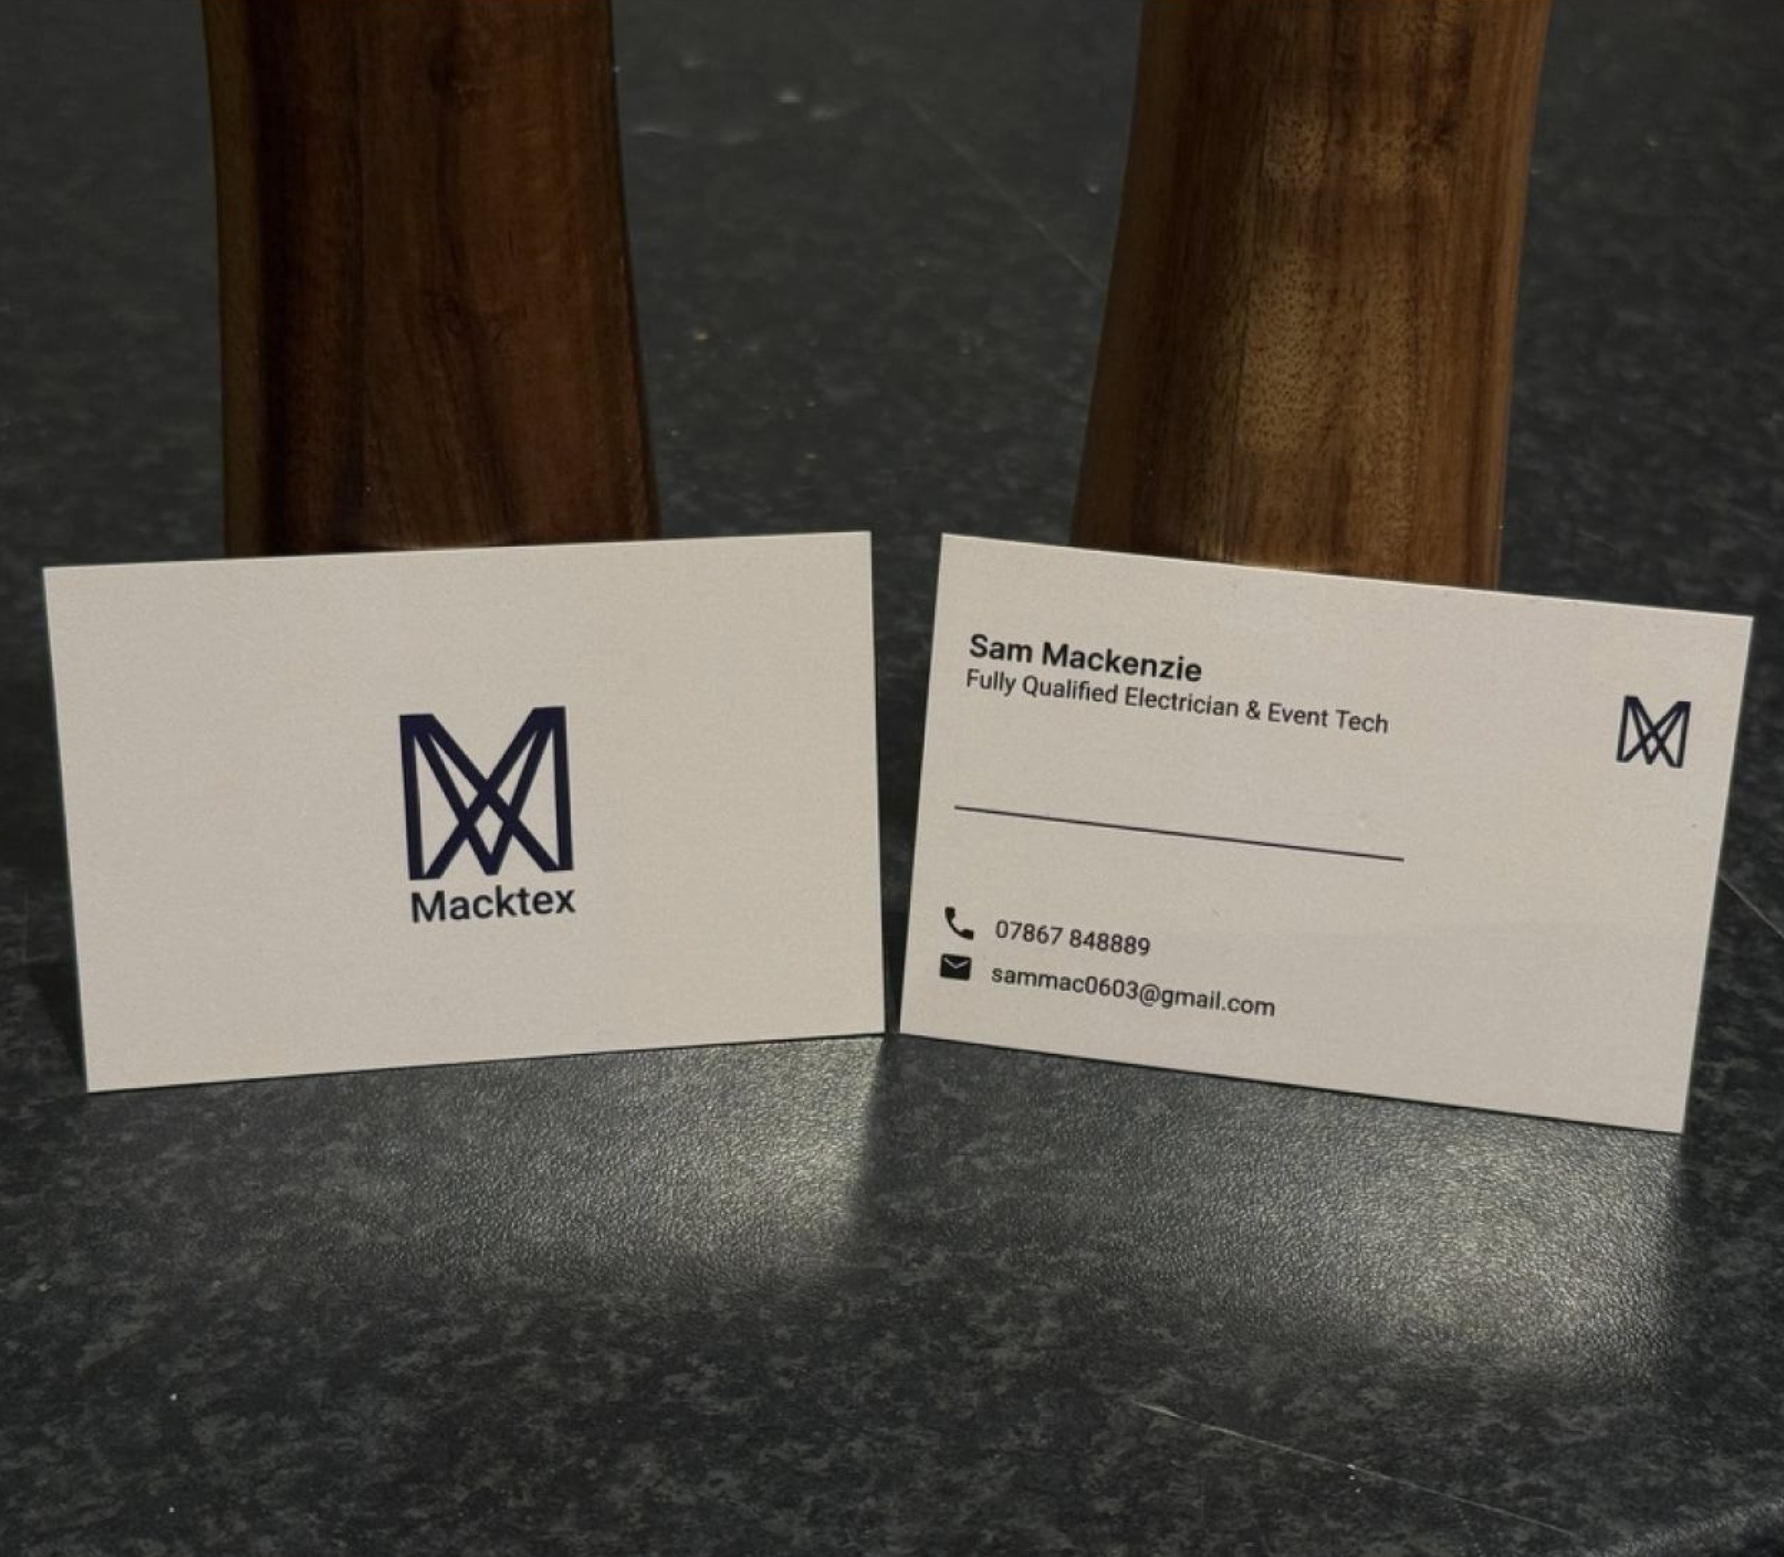 Macktex
Sam Mackenzie
Fully Qualified Electrician & Event Tech
07867 848889
sammac0603@gmail.com